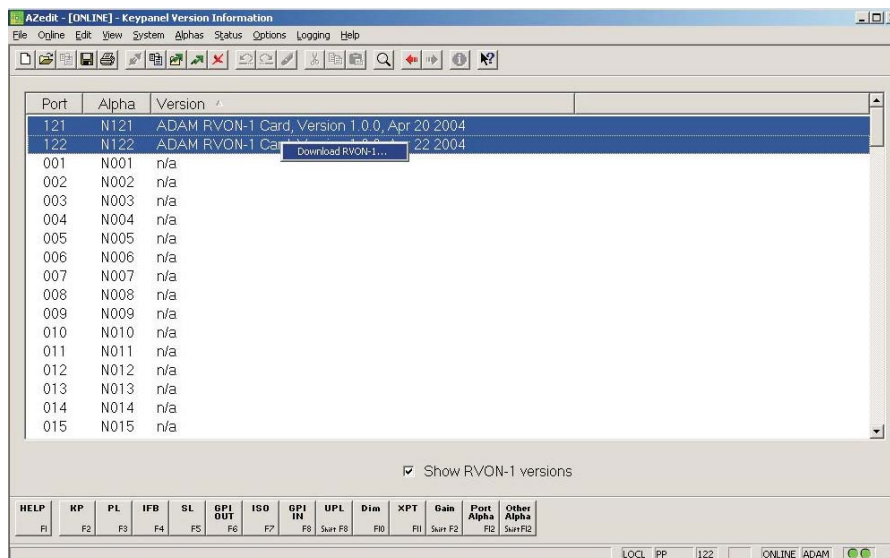 AZedit - [ONLINE] - Keypanel Version Information
File Online Edit View System Alphas Status Options Logging Help
Port Alpha Version
121 N121 ADAM RVON-1 Card, Version 1.0.0, Apr 20 2004
122 N122 ADAM RVON-1 22 2004
Download RVON-1...
001 N001 n/a
002 N002 n/a
003 N003 n/a
004 N004 n/a
005 N005 n/a
006 N006 n/a
007 N007 n/a
008 N008 n/a
009 N009 n/a
010 N010 n/a
011 N011 n/a
012 N012 n/a
013 N013 n/a
014 N014 n/a
015 N015 n/a
Show RVON-1 versions
HELP KP PL IFB SL GPI OUT ISO GPI IN UPL Dim XPT Gain Port Alpha Other Alpha
F1 F2 F3 F4 F5 F6 F7 F8 Shift F8 F10 F11 Shift F2 F12 Shift F12
LOCL PP 122 ONLINE ADAM